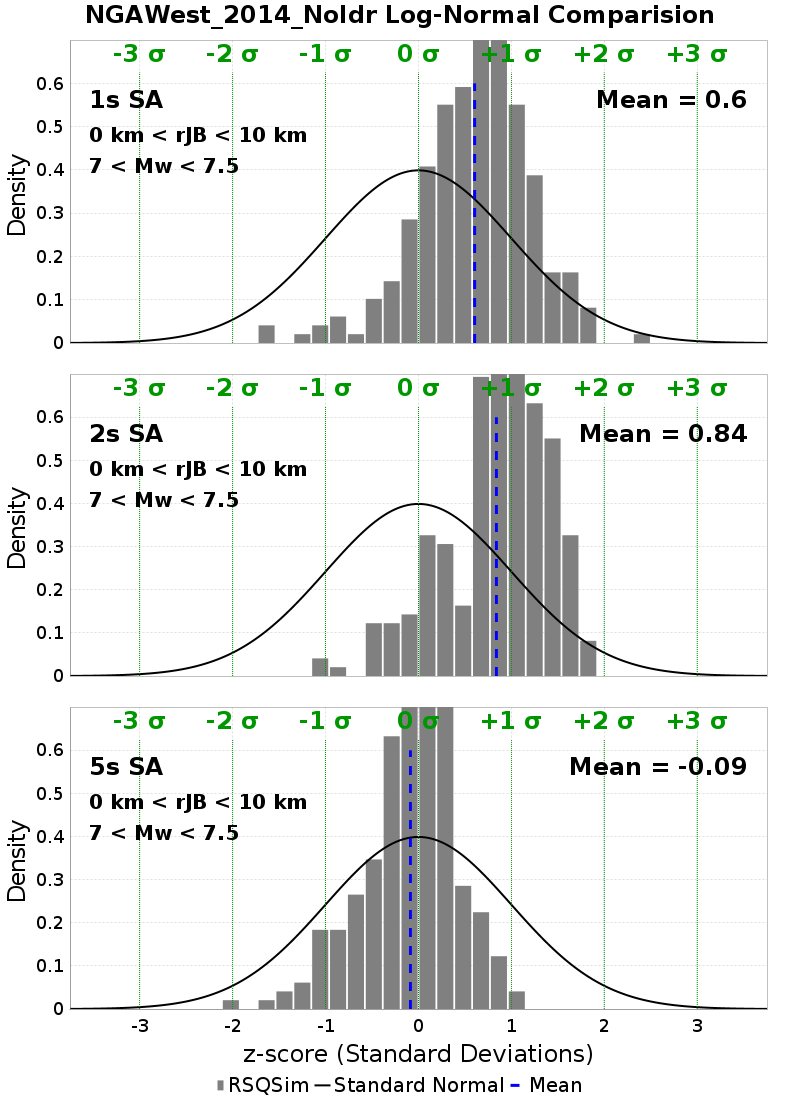 NGAWest_2014_NoIdr Log-Normal Comparision
-3 σ -2 σ -1 σ 0 σ +1 σ +2 σ +3 σ
1s SA
Mean = 0.6
0 km < rJB < 10 km
7 < Mw < 7.5
Density
0.6
0.5
0.4
0.3
0.2
0.1
0
-3 σ -2 σ -1 σ 0 σ +1 σ +2 σ +3 σ
2s SA
Mean = 0.84
0 km < rJB < 10 km
7 < Mw < 7.5
Density
0.6
0.5
0.4
0.3
0.2
0.1
0
-3 σ -2 σ -1 σ 0 σ +1 σ +2 σ +3 σ
5s SA
Mean = -0.09
0 km < rJB < 10 km
7 < Mw < 7.5
Density
0.6
0.5
0.4
0.3
0.2
0.1
0
-3 -2 -1 0 1 2 3
z-score (Standard Deviations)
RSQSim Standard Normal Mean